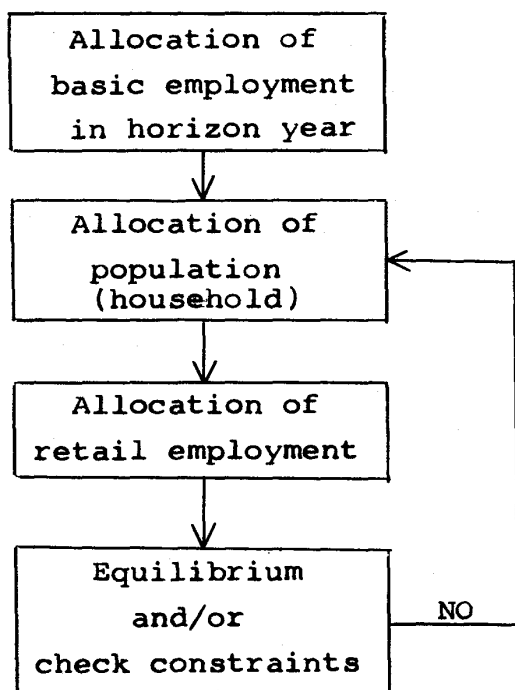 Allocation of
basic employment
in horizon year
Allocation of
population
(household)
Allocation of
retail employment
Equilibrium
and/or
check constraints
NO